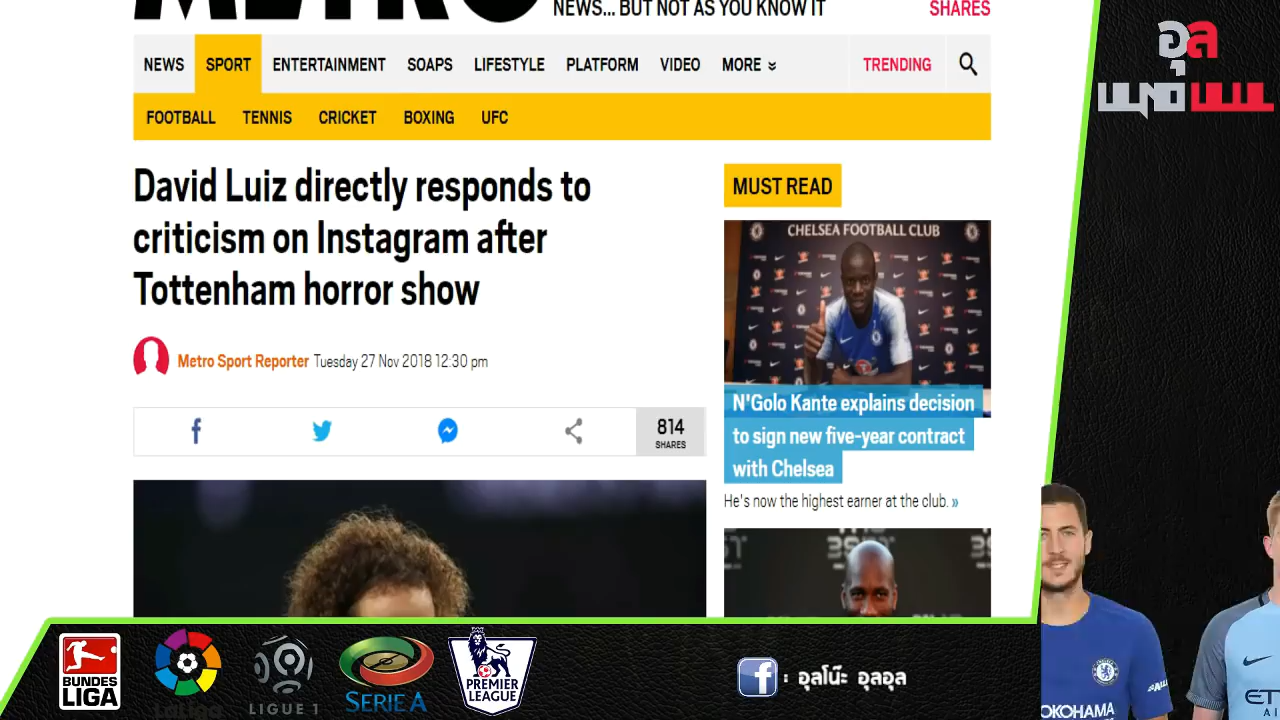 METRO
NEWS... BUT NOT AS YOU KNOW IT
SHARES
NEWS SPORT ENTERTAINMENT SOAPS LIFESTYLE PLATFORM VIDEO MORE TRENDING
FOOTBALL TENNIS CRICKET BOXING UFC
David Luiz directly responds to
criticism on Instagram after
Tottenham horror show
Metro Sport Reporter Tuesday 27 Nov 2018 12:30 pm
814
SHARES
MUST READ
CHELSEA FOOTBALL CLUB
N'Golo Kante explains decision
to sign new five-year contract
with Chelsea
He's now the highest earner at the club. »
BUNDES
LIGA
LaLiga
LIGUE 1
SERIE A
PREMIER
LEAGUE
f : อุลโน๊ะ อุลอุล
YOKOHAMA